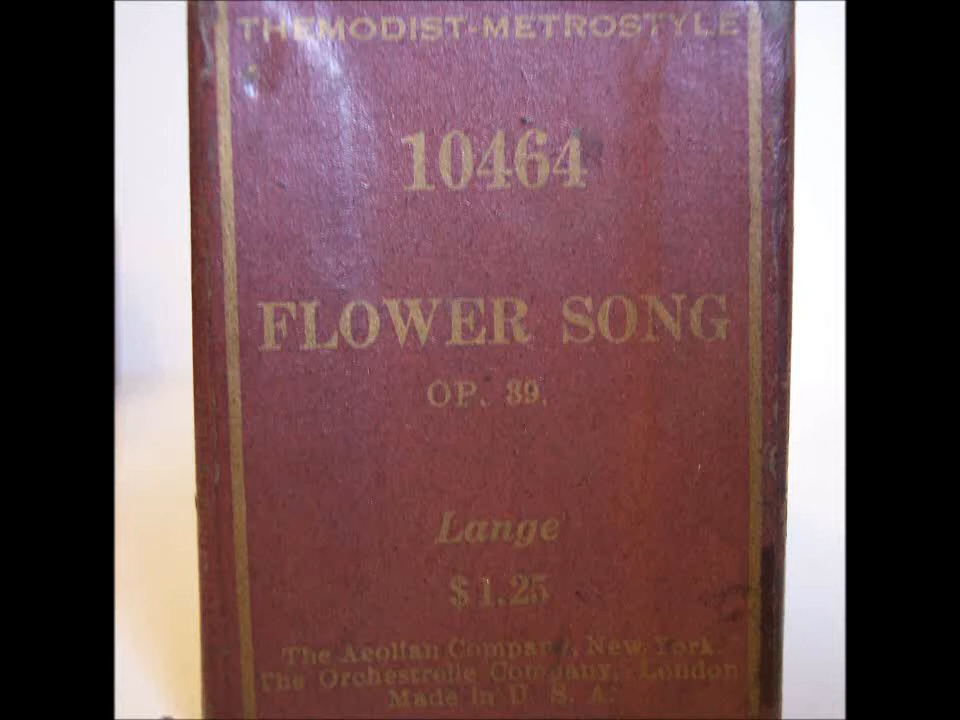 THEMODIST-METROSTYLE
10464
FLOWER SONG
OP. 39.
Lange
$1.25
The Aeolian Company, New York.
The Orchestrelle Company, London
Made in U. S. A.